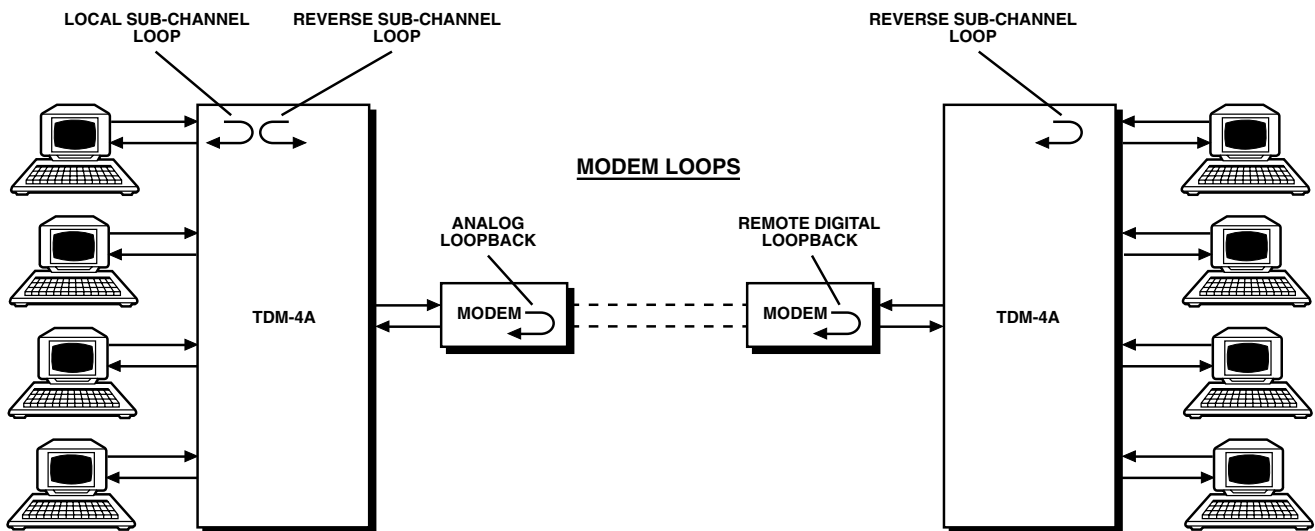 LOCAL SUB-CHANNEL
LOOP
REVERSE SUB-CHANNEL
LOOP
REVERSE SUB-CHANNEL
LOOP
MODEM LOOPS
ANALOG
LOOPBACK
REMOTE DIGITAL
LOOPBACK
TDM-4A
MODEM
MODEM
TDM-4A